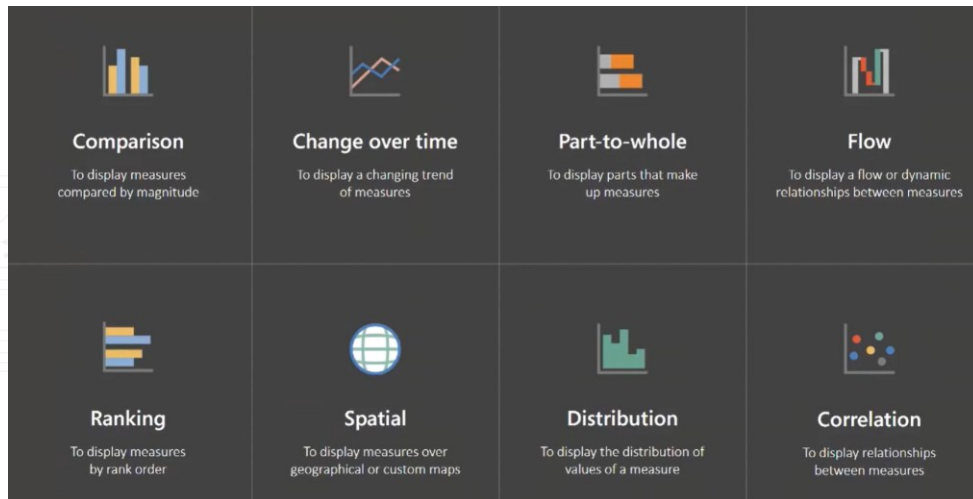 Comparison
To display measures
compared by magnitude
Change over time
To display a changing trend
of measures
Part-to-whole
To display parts that make
up measures
Flow
To display a flow or dynamic
relationships between measures
Ranking
To display measures
by rank order
Spatial
To display measures over
geographical or custom maps
Distribution
To display the distribution of
values of a measure
Correlation
To display relationships
between measures